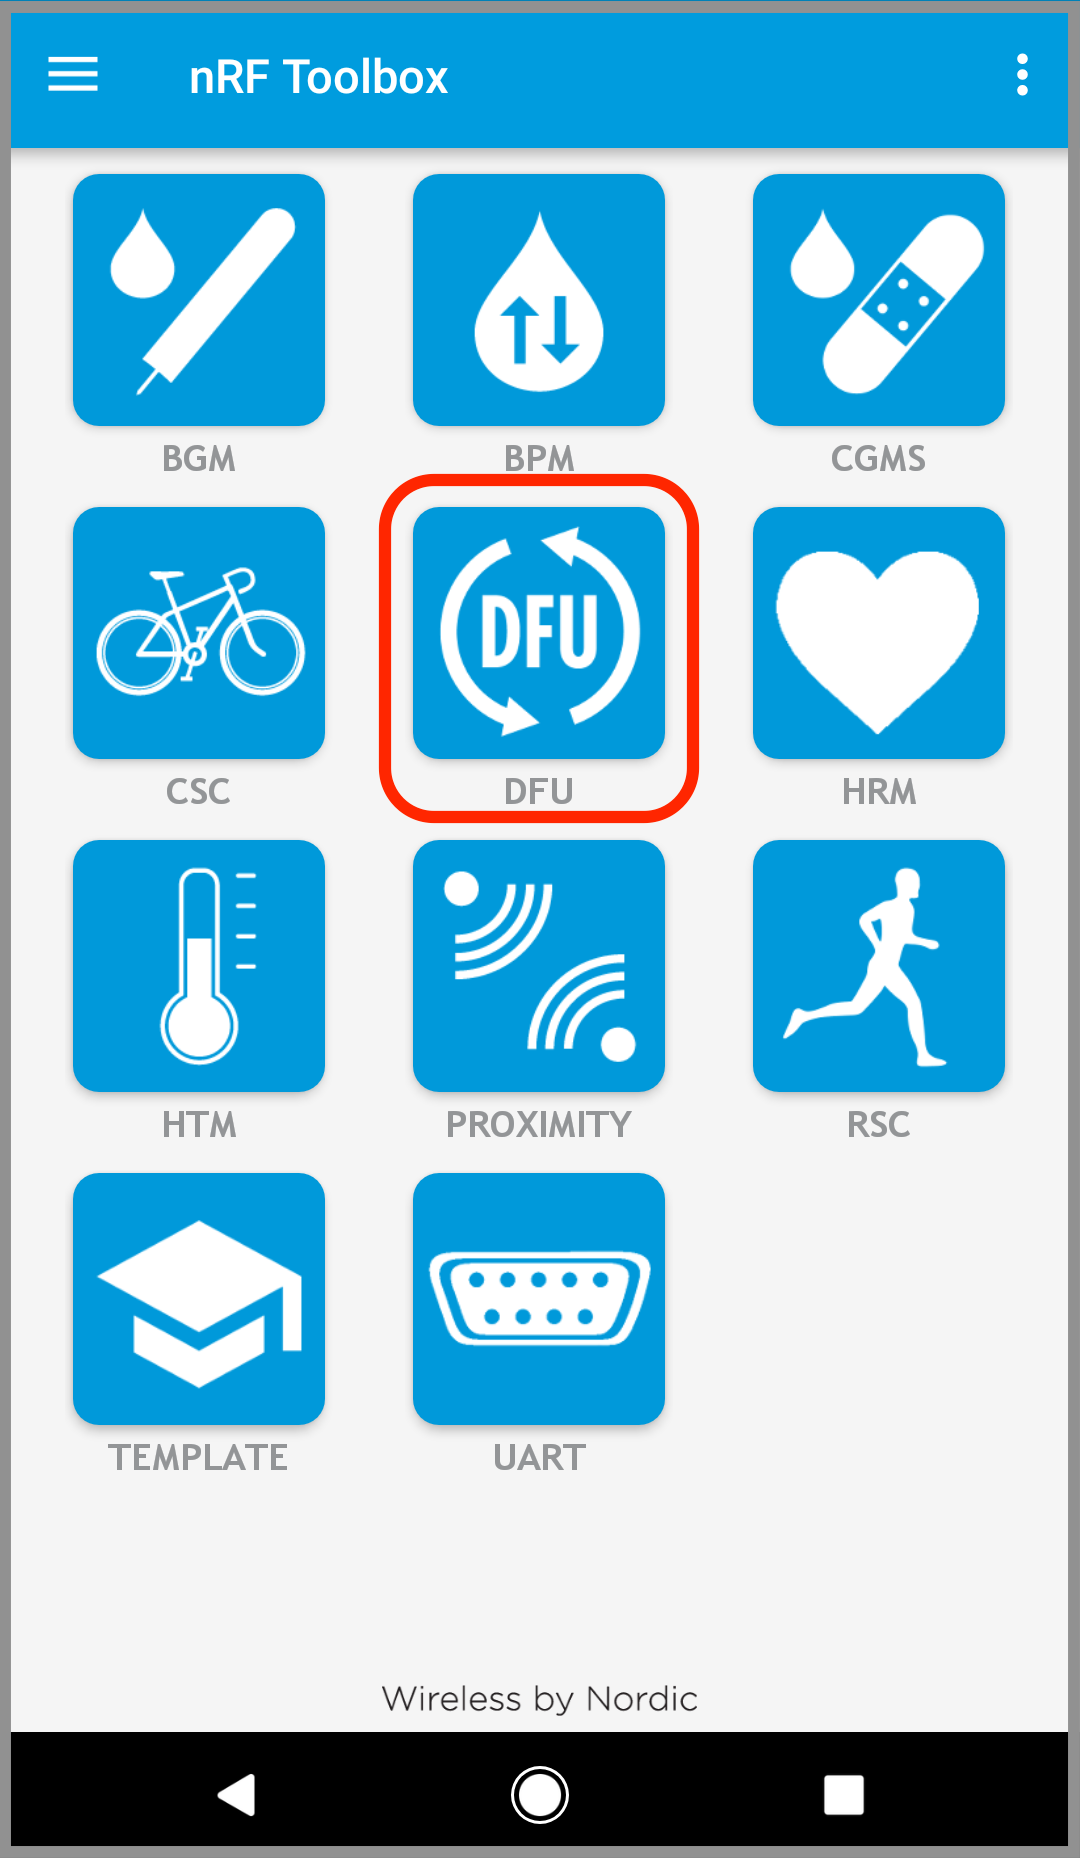 nRF Toolbox
BGM
BPM
CGMS
DFU
CSC
DFU
HRM
HTM
PROXIMITY
RSC
TEMPLATE
UART
Wireless by Nordic